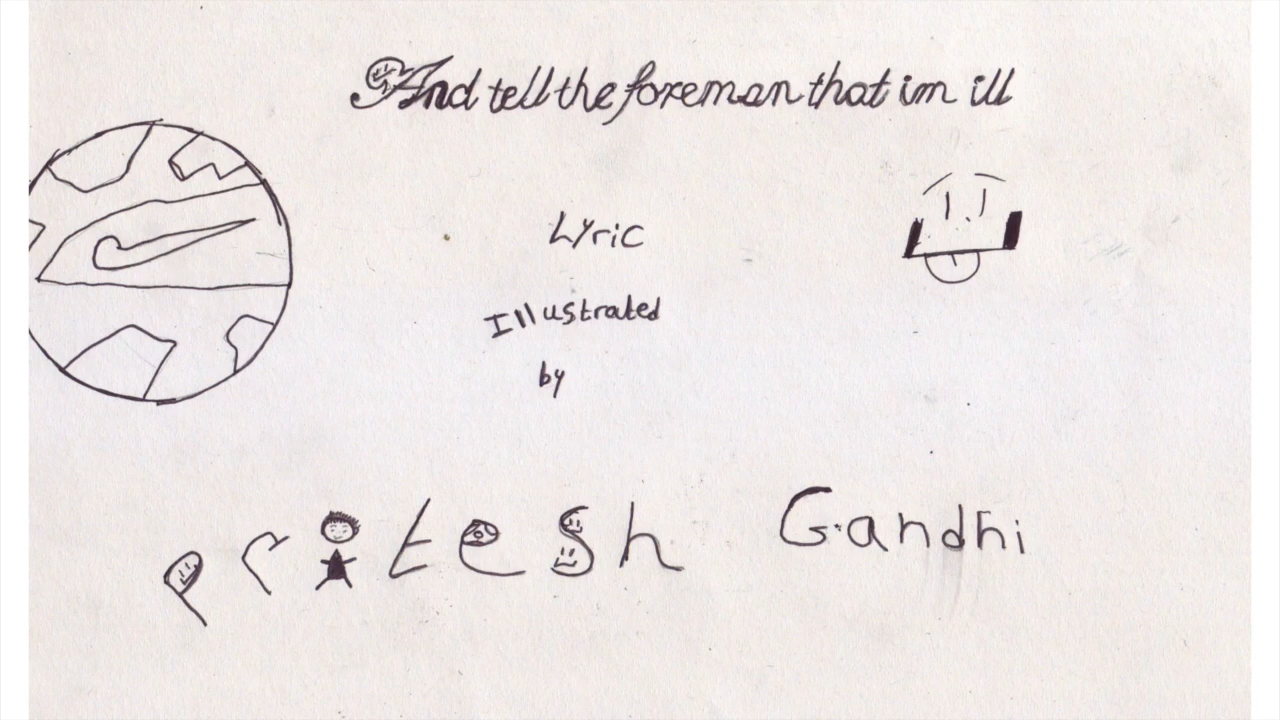 And tell the foreman that im ill
Lyric
Illustrated
by
pritesh Gandhi